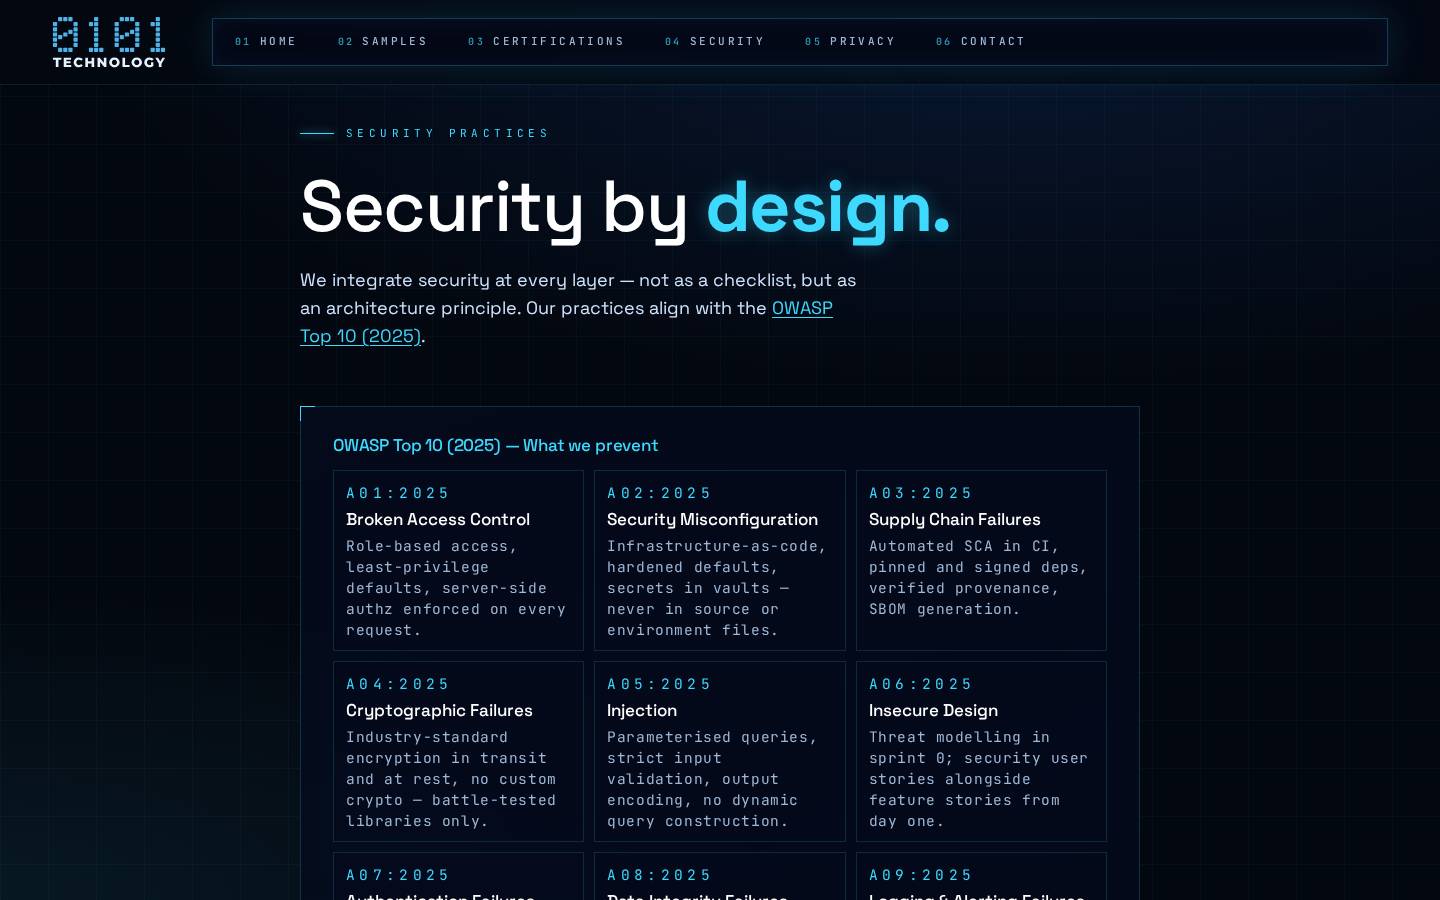 0101
TECHNOLOGY
01 HOME 02 SAMPLES 03 CERTIFICATIONS 04 SECURITY 05 PRIVACY 06 CONTACT
SECURITY PRACTICES
Security by design.
We integrate security at every layer — not as a checklist, but as
an architecture principle. Our practices align with the OWASP
Top 10 (2025).
OWASP Top 10 (2025) — What we prevent
A01:2025
Broken Access Control
Role-based access,
least-privilege
defaults, server-side
authz enforced on every
request.
A02:2025
Security Misconfiguration
Infrastructure-as-code,
hardened defaults,
secrets in vaults —
never in source or
environment files.
A03:2025
Supply Chain Failures
Automated SCA in CI,
pinned and signed deps,
verified provenance,
SBOM generation.
A04:2025
Cryptographic Failures
Industry-standard
encryption in transit
and at rest, no custom
crypto — battle-tested
libraries only.
A05:2025
Injection
Parameterised queries,
strict input
validation, output
encoding, no dynamic
query construction.
A06:2025
Insecure Design
Threat modelling in
sprint 0; security user
stories alongside
feature stories from
day one.
A07:2025
Authentication Failures
A08:2025
Data Integrity Failures
A09:2025
Logging & Alerting Failures